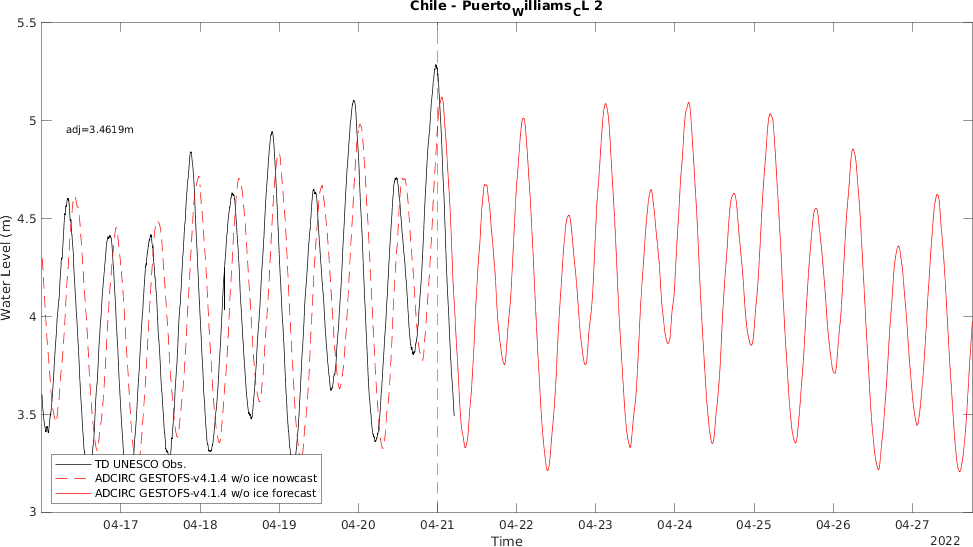 Chile - PuertoWilliamsCL 2
5.5
5
4.5
4
3.5
3
Water Level (m)
adj=3.4619m
TD UNESCO Obs.
ADCIRC GESTOFS-v4.1.4 w/o ice nowcast
ADCIRC GESTOFS-v4.1.4 w/o ice forecast
04-17 04-18 04-19 04-20 04-21 04-22 04-23 04-24 04-25 04-26 04-27
Time
2022